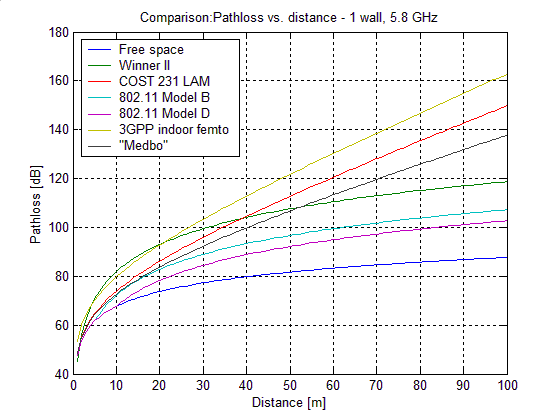 Comparison:Pathloss vs. distance - 1 wall, 5.8 GHz
180
160
140
120
100
80
60
40
Pathloss [dB]
Free space
Winner II
COST 231 LAM
802.11 Model B
802.11 Model D
3GPP indoor femto
"Medbo"
0 10 20 30 40 50 60 70 80 90 100
Distance [m]